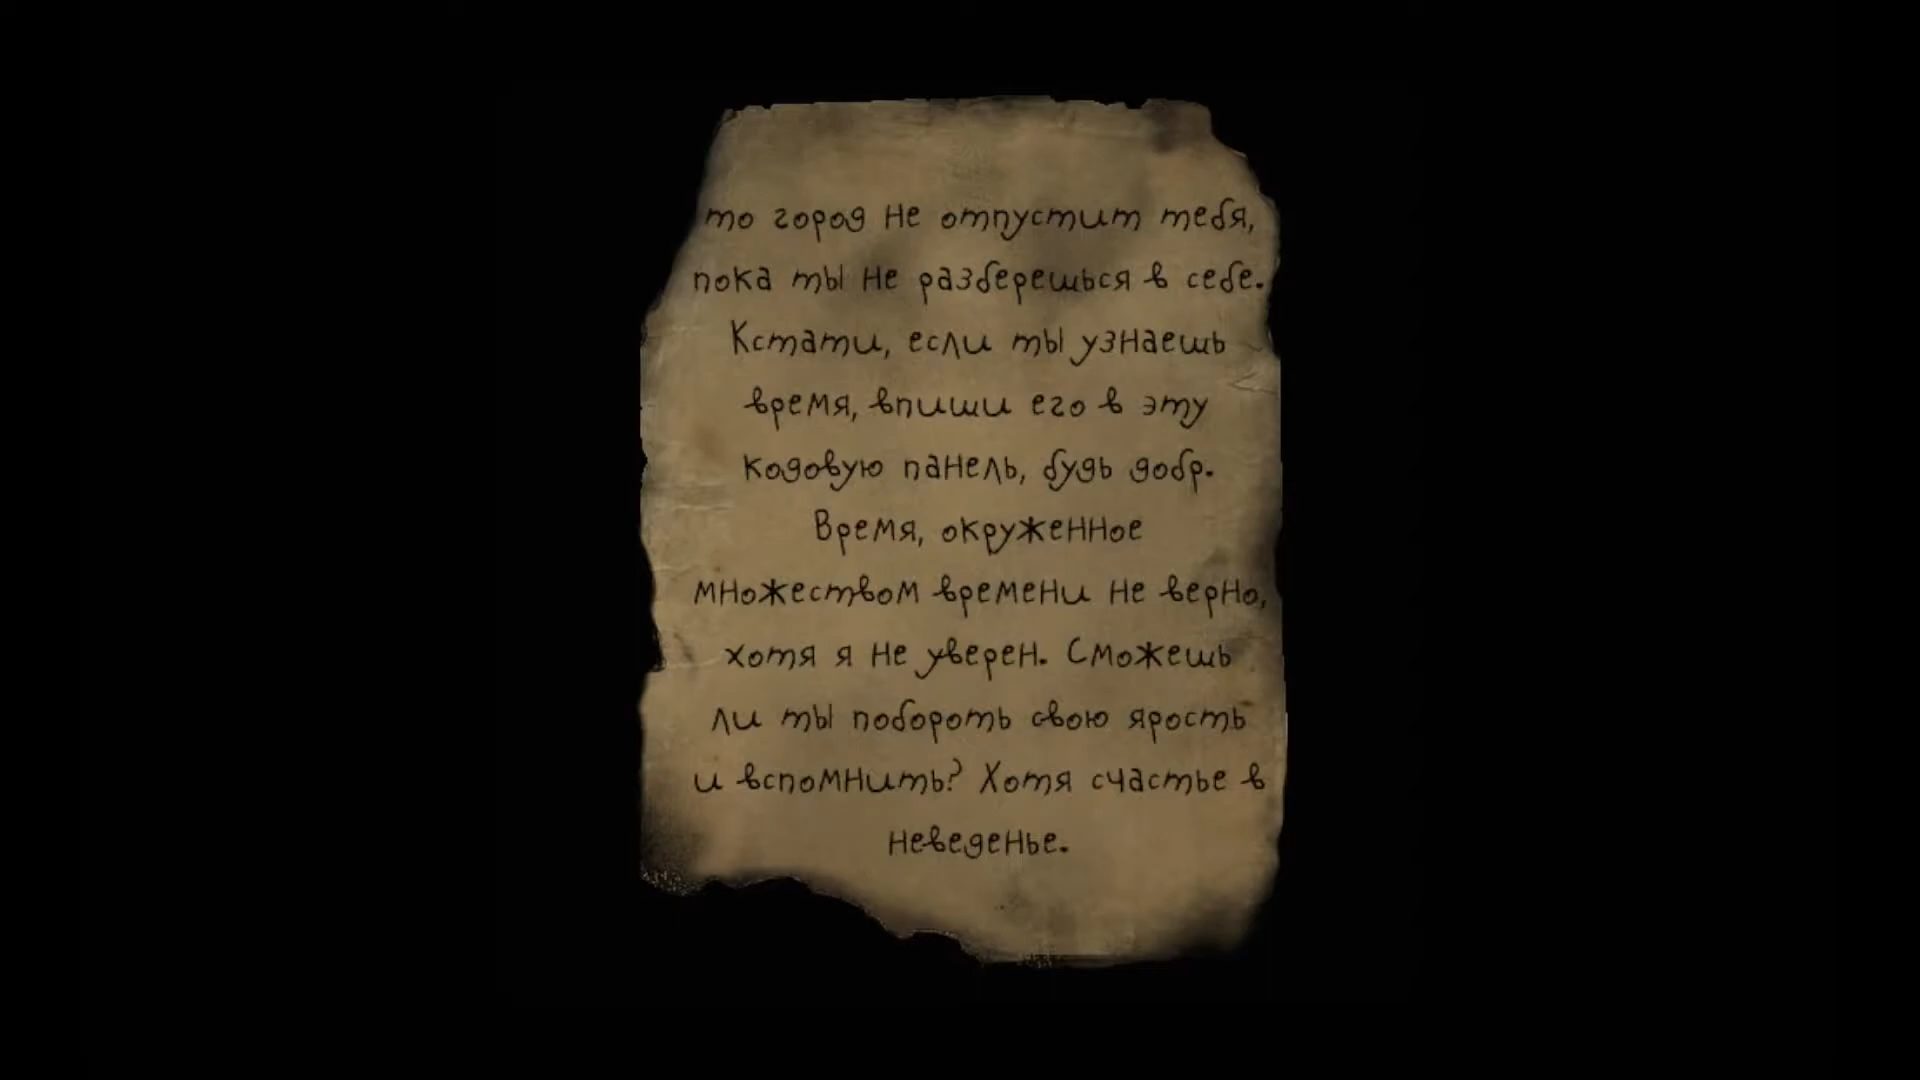 то город не отпустит тебя,
пока ты не разберешься в себе.
Кстати, если ты узнаешь
время, впиши его в эту
кодовую панель, будь добр.
Время, окруженное
множеством времени не верно,
хотя я не уверен. Сможешь
ли ты побороть свою ярость
и вспомнить? Хотя счастье в
неведенье.